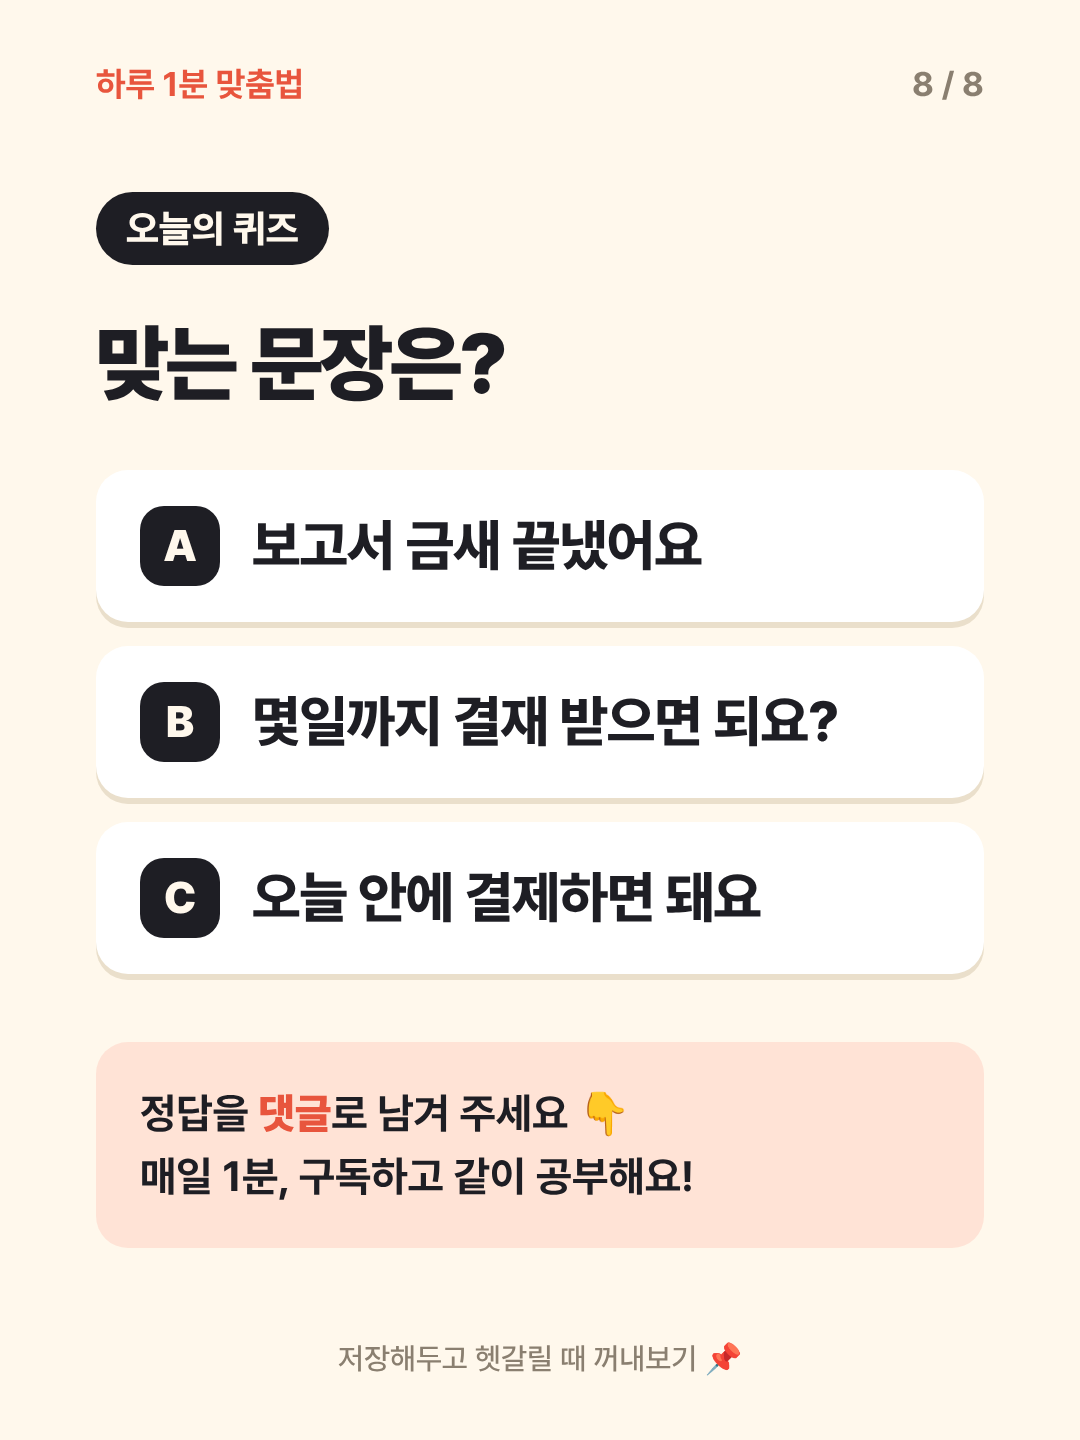 하루 1분 맞춤법
8 / 8
오늘의 퀴즈
맞는 문장은?
A 보고서 금새 끝냈어요
B 몇일까지 결재 받으면 되요?
C 오늘 안에 결제하면 돼요
정답을 댓글로 남겨 주세요 👇
매일 1분, 구독하고 같이 공부해요!
저장해두고 헷갈릴 때 꺼내보기 📌